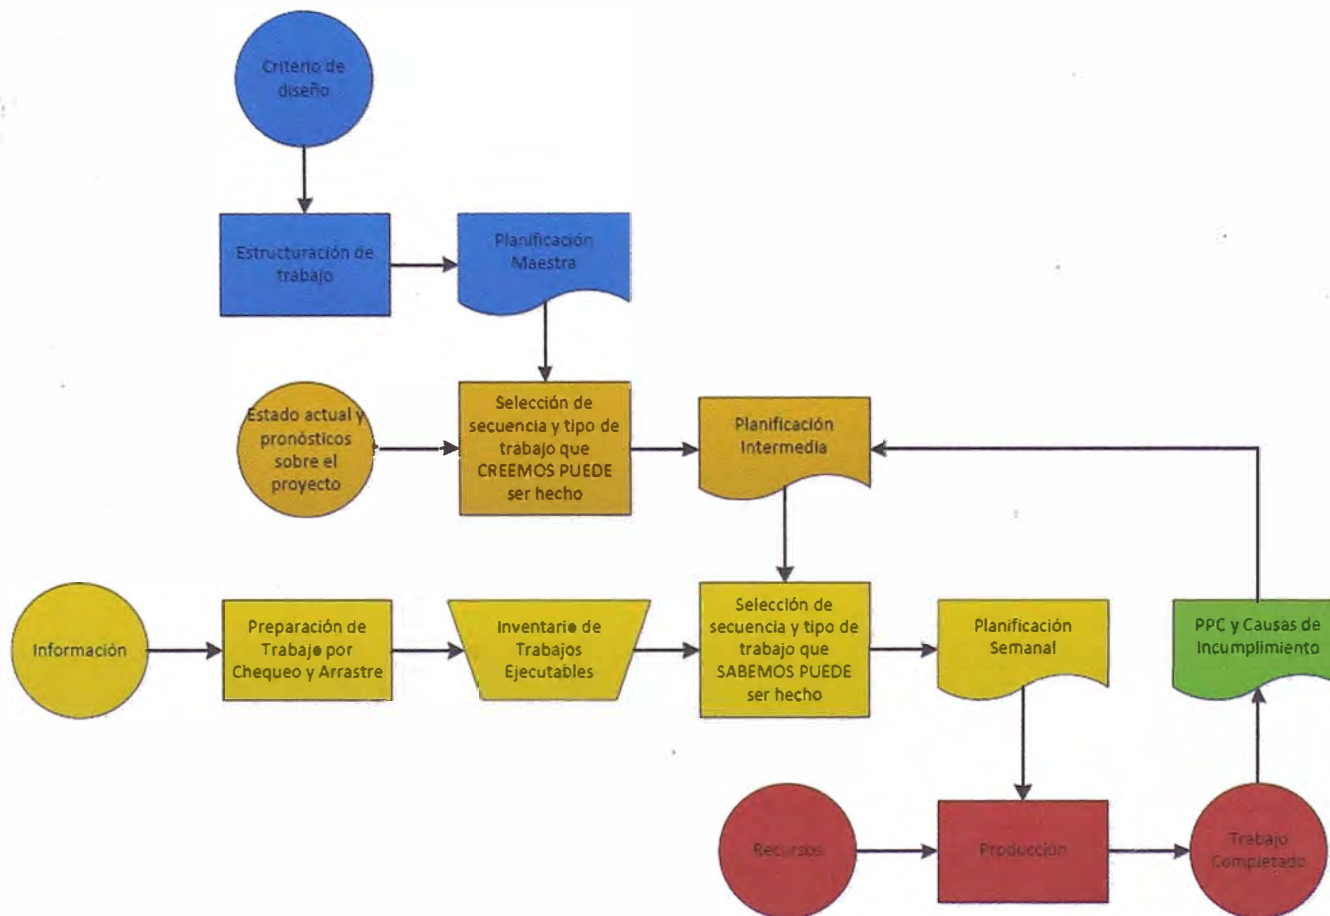 Criterio de
diseño
Estructuración de
trabajo
Planificación
Maestra
Estado actual y
pronósticos
sobre el
proyecto
Selección de
secuencia y tipo de
trabajo que
CREEMOS PUEDE
ser hecho
Planificación
Intermedia
Información
Preparación de
Trabajo por
Chequeo y Arrastre
Inventario de
Trabajos
Ejecutables
Selección de
secuencia y tipo de
trabajo que
SABEMOS PUEDE
ser hecho
Planificación
Semanal
PPC y Causas de
Incumplimiento
Recursos
Producción
Trabajo
Completado